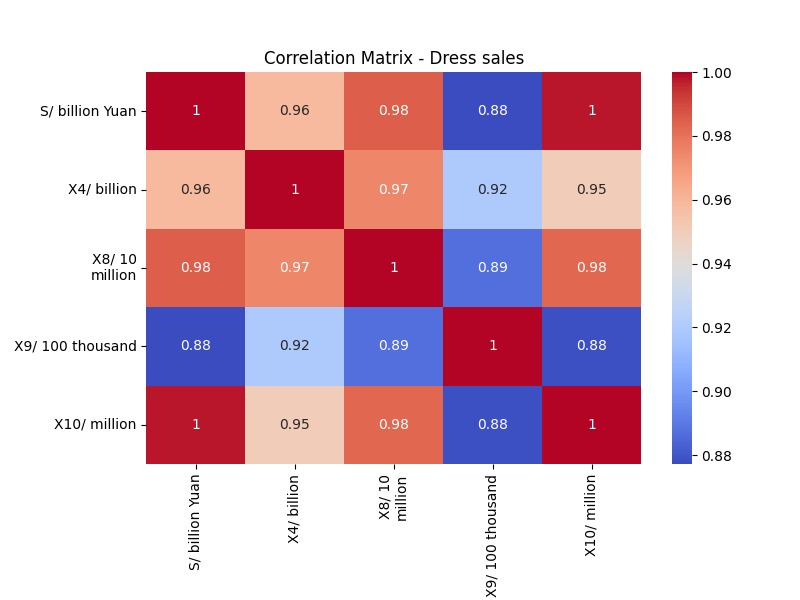 Correlation Matrix - Dress sales
S/ billion Yuan
1
0.96
0.98
0.88
1
X4/ billion
0.96
1
0.97
0.92
0.95
X8/ 10
million
0.98
0.97
1
0.89
0.98
X9/ 100 thousand
0.88
0.92
0.89
1
0.88
X10/ million
1
0.95
0.98
0.88
1
S/ billion Yuan
X4/ billion
X8/ 10
million
X9/ 100 thousand
X10/ million
1.00
0.98
0.96
0.94
0.92
0.90
0.88